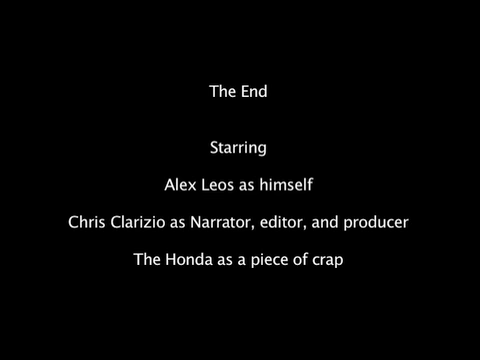 The End
Starring
Alex Leos as himself
Chris Clarizio as Narrator, editor, and producer
The Honda as a piece of crap